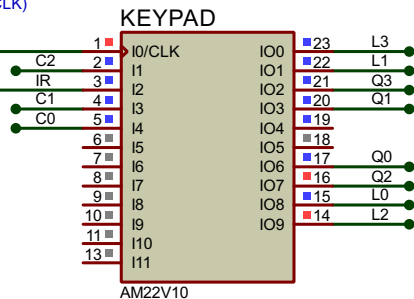 CLK)
KEYPAD
1 I0/CLK IO0 23 L3
C2 2 I1 IO1 22 L1
IR 3 I2 IO2 21 Q3
C1 4 I3 IO3 20 Q1
C0 5 I4 IO4 19
6 I5 IO5 18
7 I6 IO6 17 Q0
8 I7 IO7 16 Q2
9 I8 IO8 15 L0
10 I9 IO9 14 L2
11 I10
13 I11
AM22V10